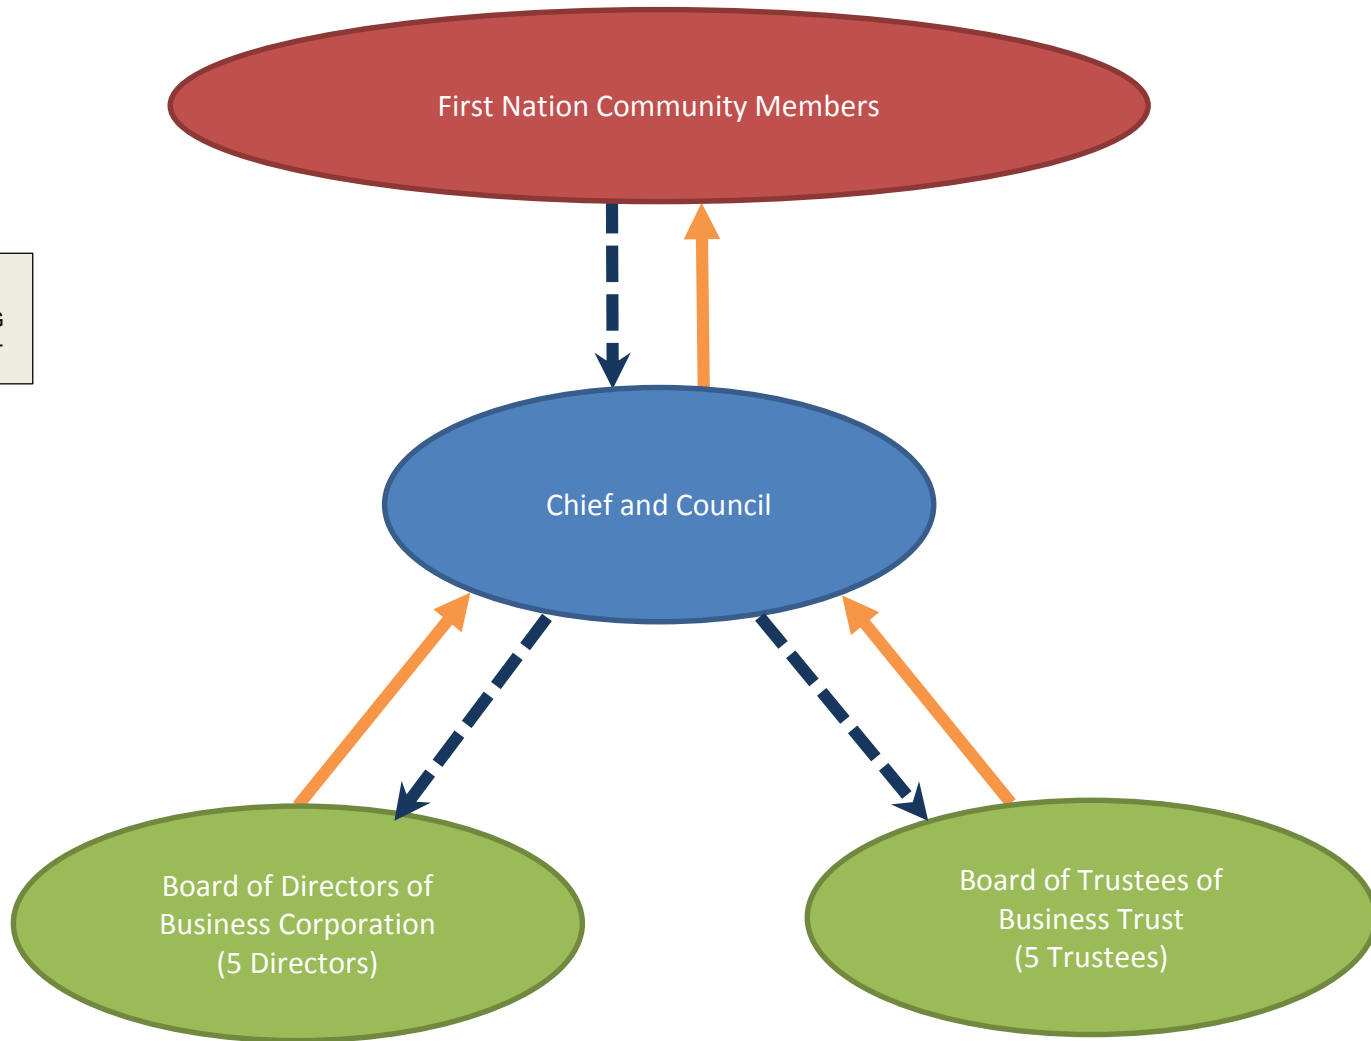 First Nation Community Members
Chief and Council
Board of Directors of
Business Corporation
(5 Directors)
Board of Trustees of
Business Trust
(5 Trustees)